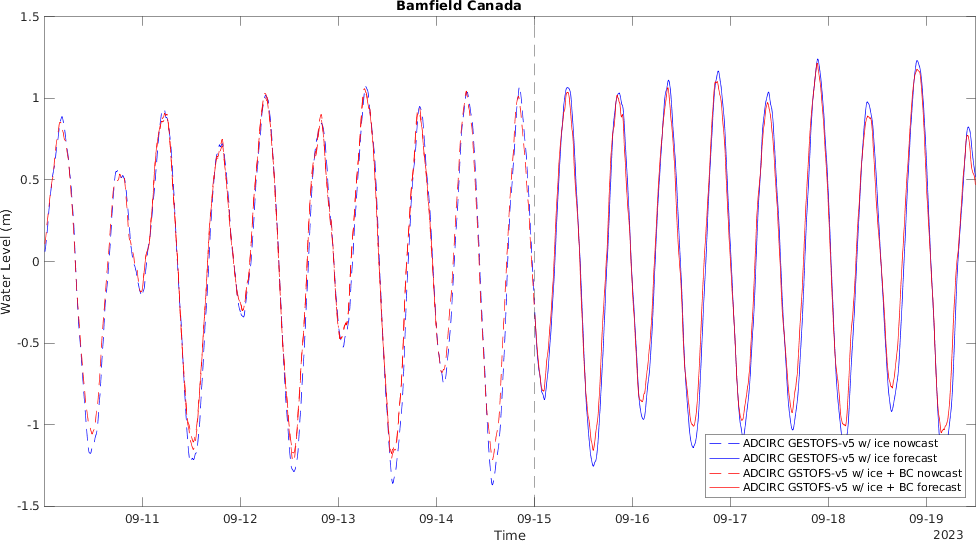 Bamfield Canada
1.5
1
0.5
0
-0.5
-1
-1.5
Water Level (m)
09-11 09-12 09-13 09-14 09-15 09-16 09-17 09-18 09-19
Time
2023
ADCIRC GESTOFS-v5 w/ ice nowcast
ADCIRC GESTOFS-v5 w/ ice forecast
ADCIRC GSTOFS-v5 w/ ice + BC nowcast
ADCIRC GSTOFS-v5 w/ ice + BC forecast